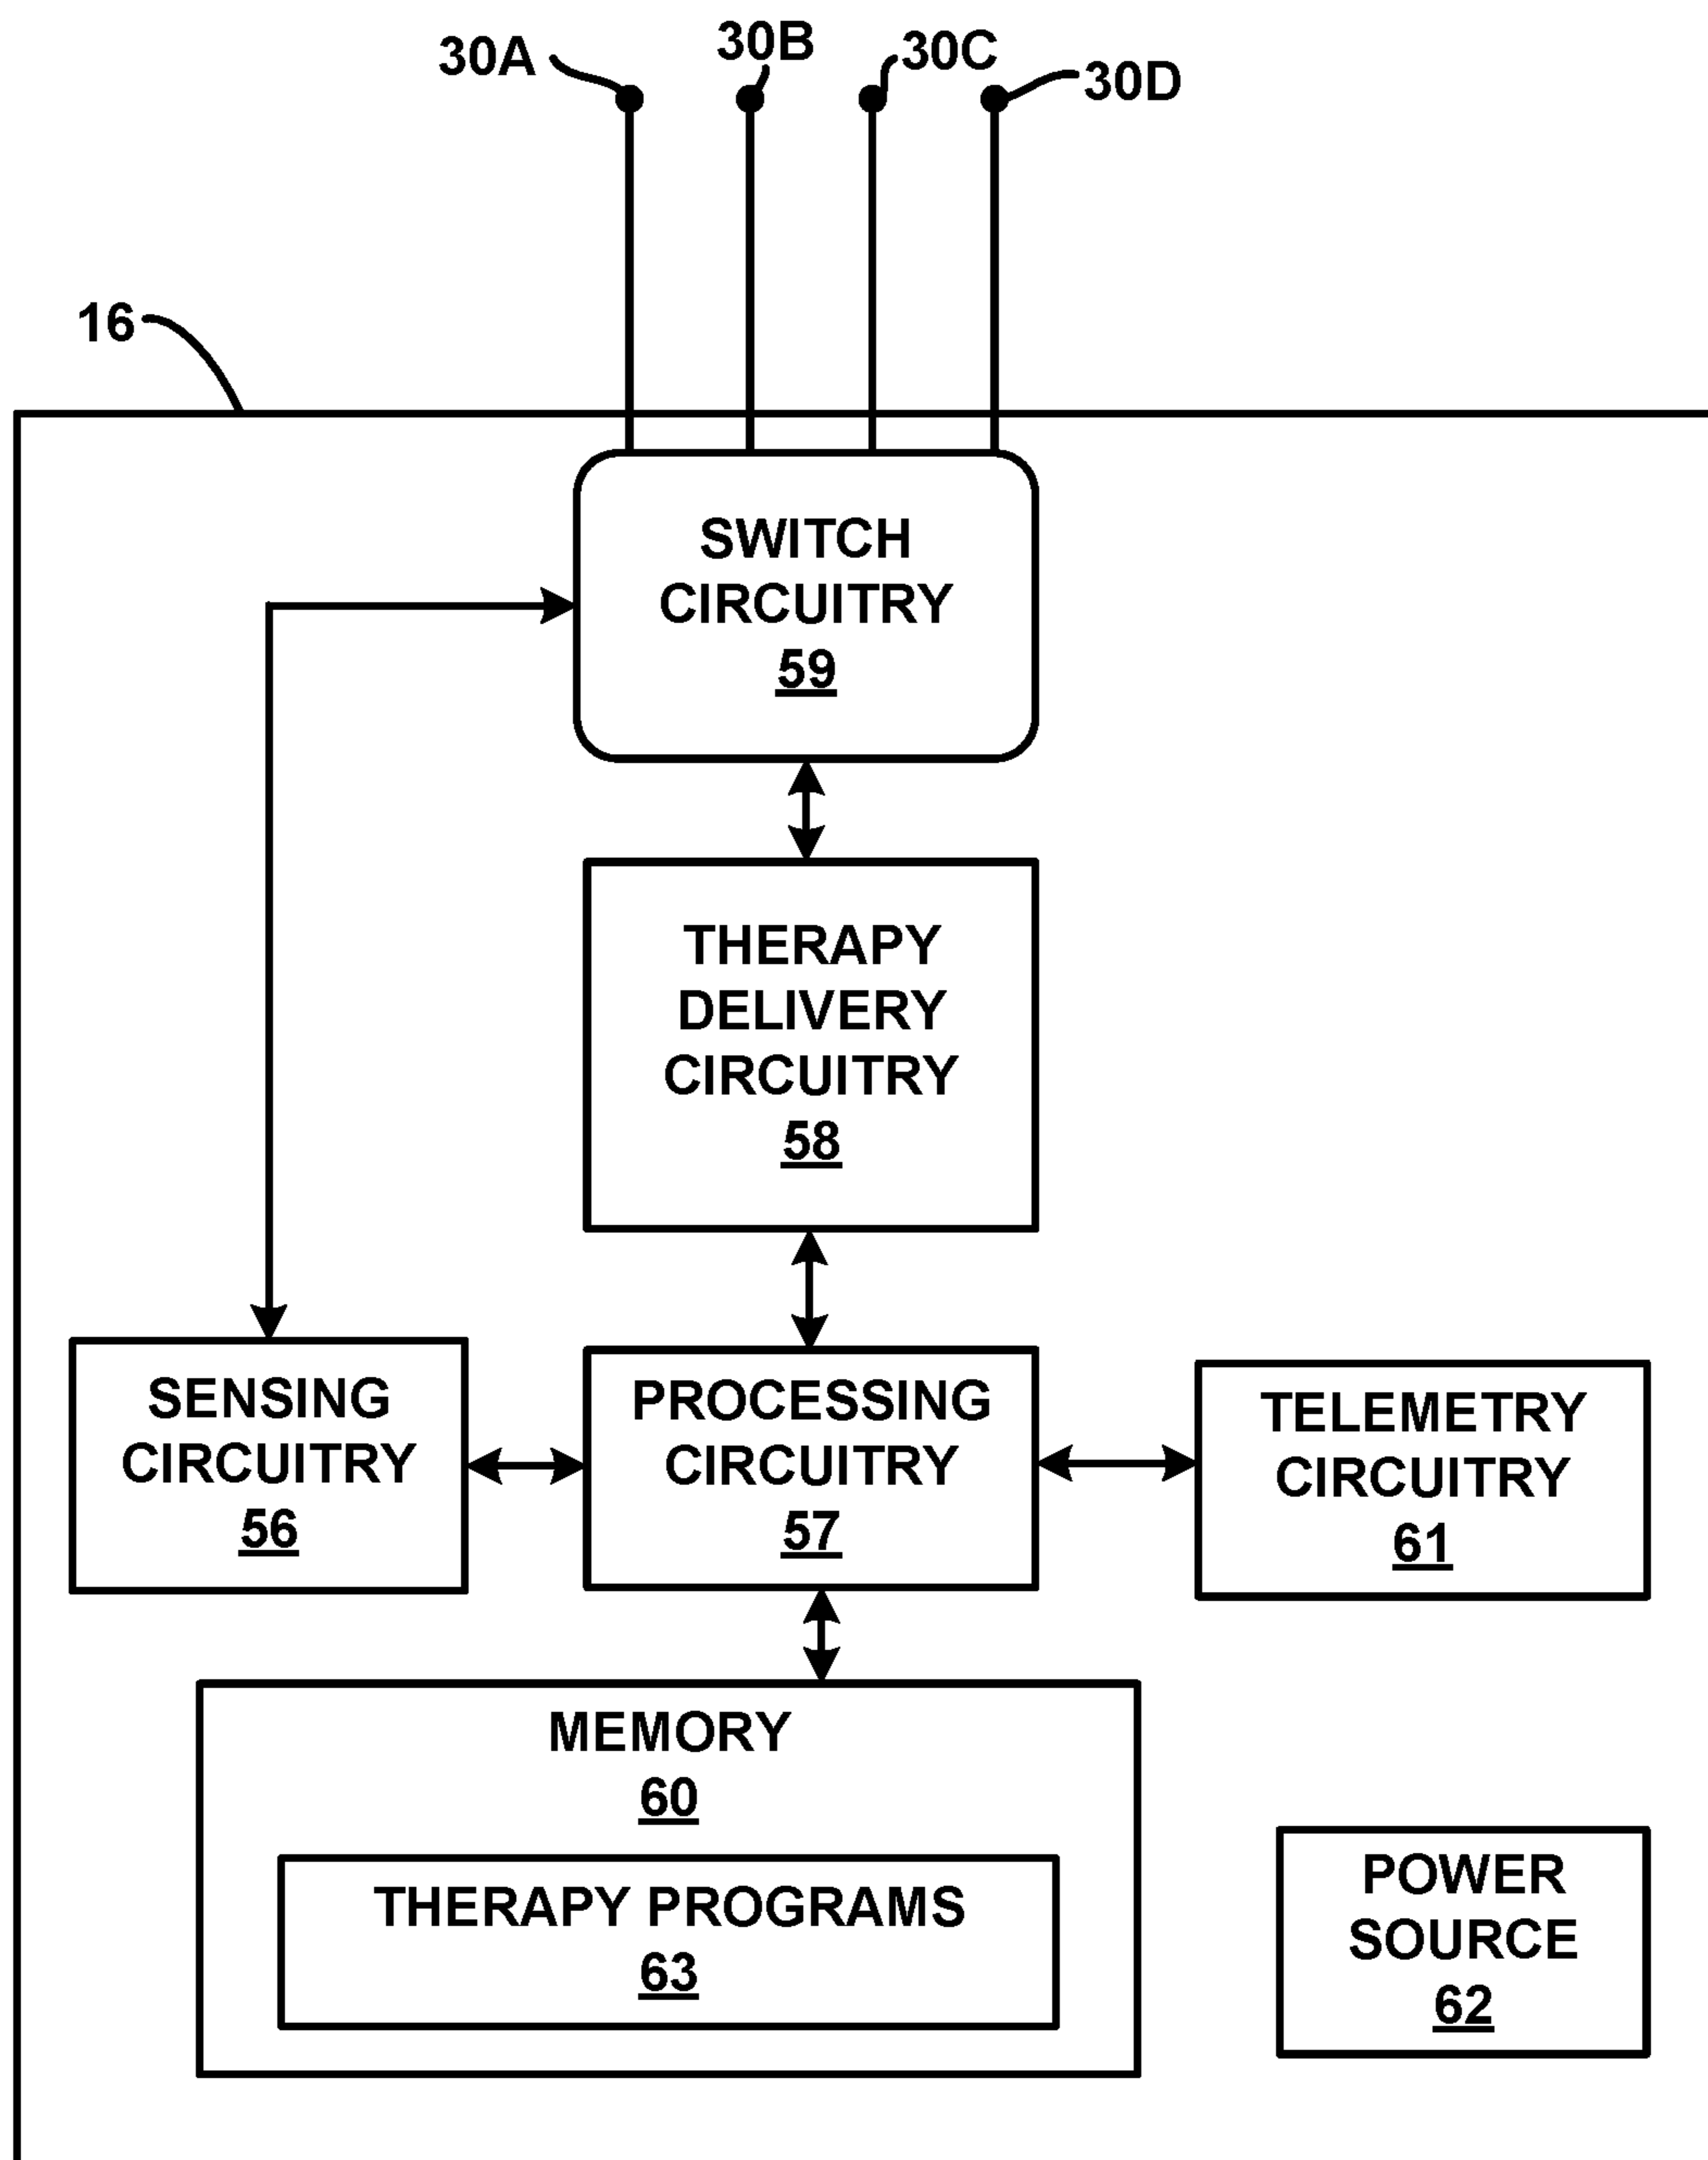 30A
30B
30C
30D
16
SWITCH
CIRCUITRY
59
THERAPY
DELIVERY
CIRCUITRY
58
SENSING
CIRCUITRY
56
PROCESSING
CIRCUITRY
57
TELEMETRY
CIRCUITRY
61
MEMORY
60
THERAPY PROGRAMS
63
POWER
SOURCE
62